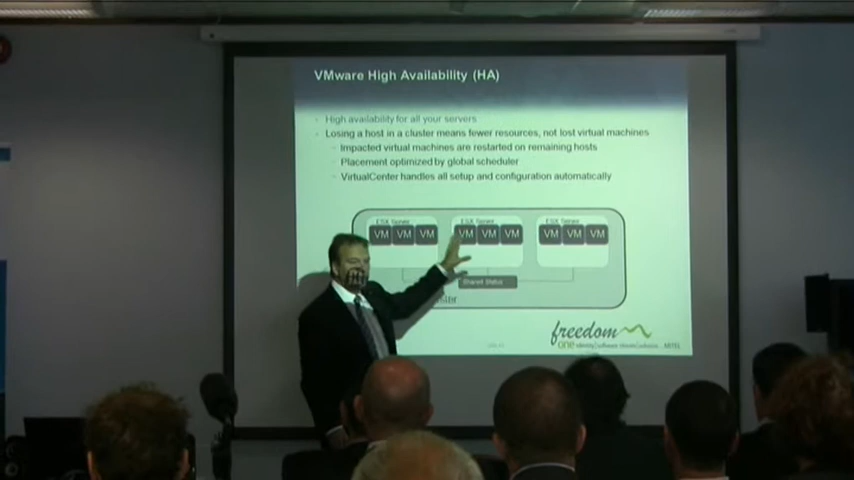 VMware High Availability (HA)
High availability for all your servers
Losing a host in a cluster means fewer resources, not lost virtual machines
Impacted virtual machines are restarted on remaining hosts
Placement optimized by global scheduler
VirtualCenter handles all setup and configuration automatically
ESX Server ESX Server ESX Server
VM VM VM VM VM VM VM VM VM
Shared Status
freedom
one